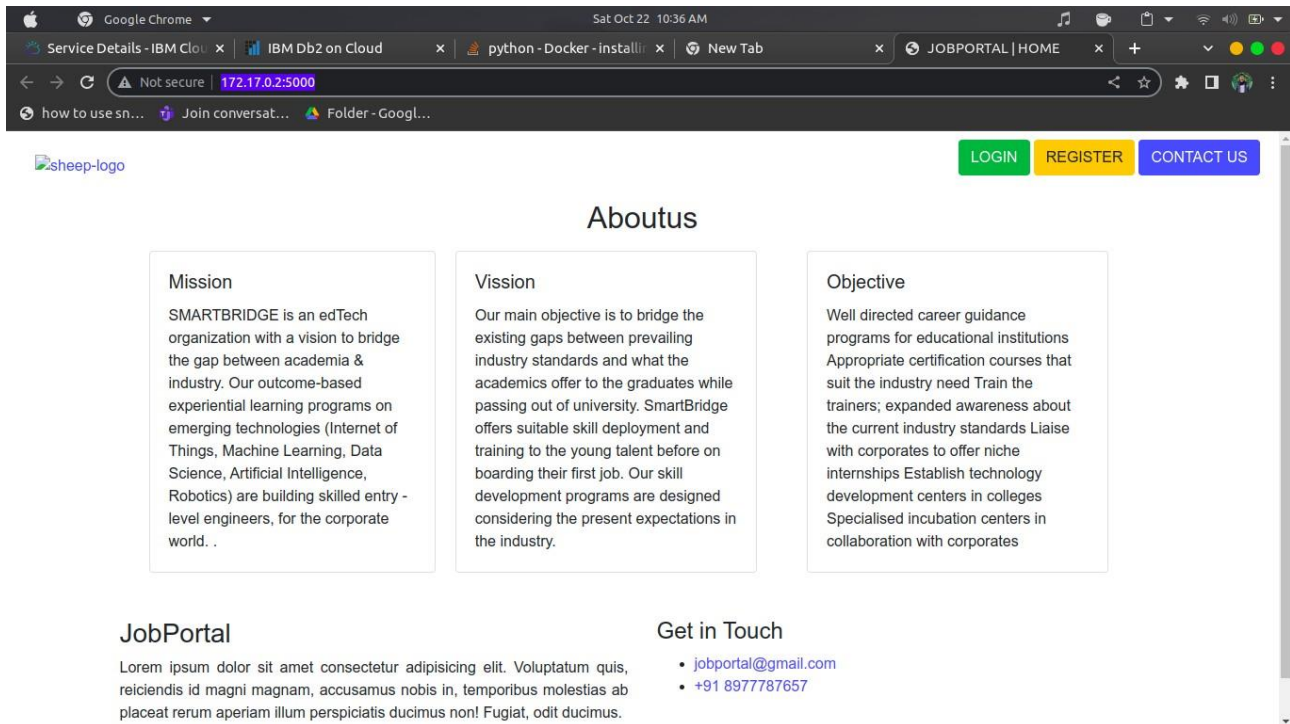 Google Chrome
Sat Oct 22 10:36 AM
Service Details - IBM Clou
IBM Db2 on Cloud
python - Docker - installin
New Tab
JOBPORTAL | HOME
Not secure | 172.17.0.2:5000
how to use sn...
Join conversat...
Folder - Googl...
sheep-logo
LOGIN
REGISTER
CONTACT US
Aboutus
Mission
SMARTBRIDGE is an edTech
organization with a vision to bridge
the gap between academia &
industry. Our outcome-based
experiential learning programs on
emerging technologies (Internet of
Things, Machine Learning, Data
Science, Artificial Intelligence,
Robotics) are building skilled entry -
level engineers, for the corporate
world. .
Vission
Our main objective is to bridge the
existing gaps between prevailing
industry standards and what the
academics offer to the graduates while
passing out of university. SmartBridge
offers suitable skill deployment and
training to the young talent before on
boarding their first job. Our skill
development programs are designed
considering the present expectations in
the industry.
Objective
Well directed career guidance
programs for educational institutions
Appropriate certification courses that
suit the industry need Train the
trainers; expanded awareness about
the current industry standards Liaise
with corporates to offer niche
internships Establish technology
development centers in colleges
Specialised incubation centers in
collaboration with corporates
JobPortal
Lorem ipsum dolor sit amet consectetur adipisicing elit. Voluptatum quis,
reiciendis id magni magnam, accusamus nobis in, temporibus molestias ab
placeat rerum aperiam illum perspiciatis ducimus non! Fugiat, odit ducimus.
Get in Touch
jobportal@gmail.com
+91 8977787657